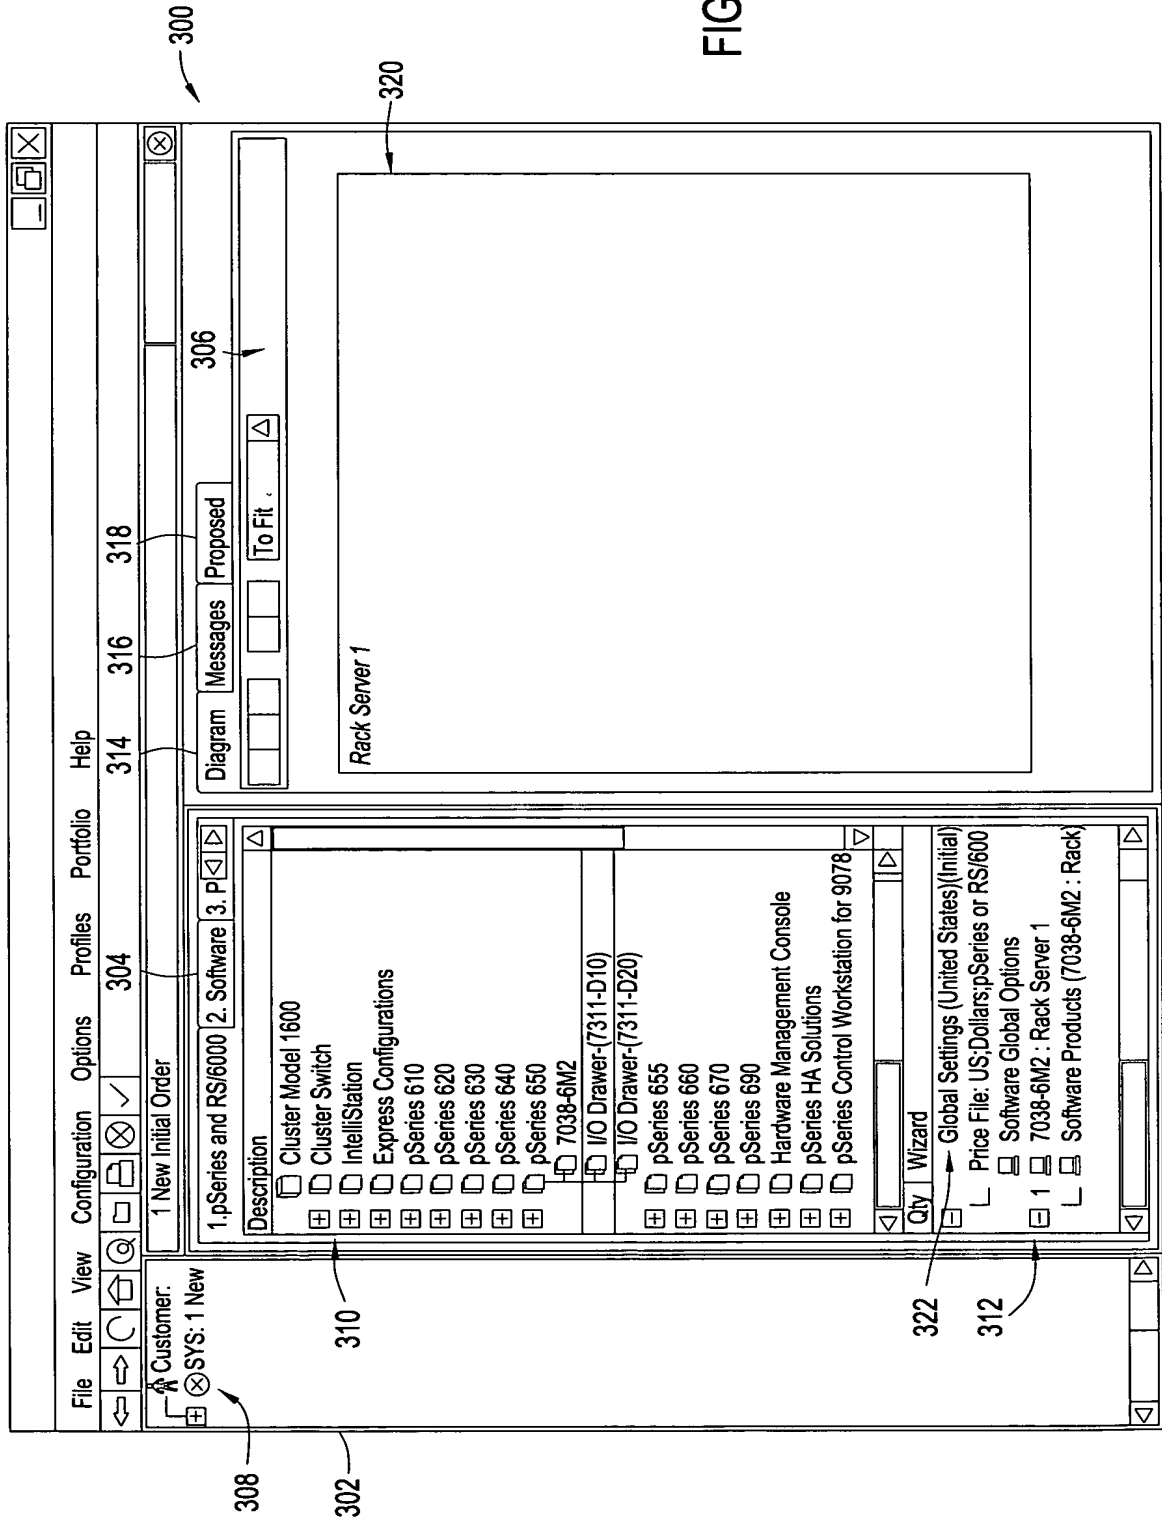 300
File Edit View Configuration Options Profiles Portfolio Help
304
314
316
318
Customer:
SYS: 1 New
308
302
1 New Initial Order
1.pSeries and RS/6000
2. Software
3. P
Description
Cluster Model 1600
Cluster Switch
IntelliStation
Express Configurations
pSeries 610
pSeries 620
pSeries 630
pSeries 640
pSeries 650
7038-6M2
I/O Drawer-(7311-D10)
I/O Drawer-(7311-D20)
pSeries 655
pSeries 660
pSeries 670
pSeries 690
Hardware Management Console
pSeries HA Solutions
pSeries Control Workstation for 9078
310
Qty Wizard
Global Settings (United States)(Initial)
Price File: US;Dollars;pSeries or RS/600
Software Global Options
1 7038-6M2 : Rack Server 1
Software Products (7038-6M2 : Rack)
322
312
Diagram
Messages
Proposed
306
To Fit
Rack Server 1
320
FIG